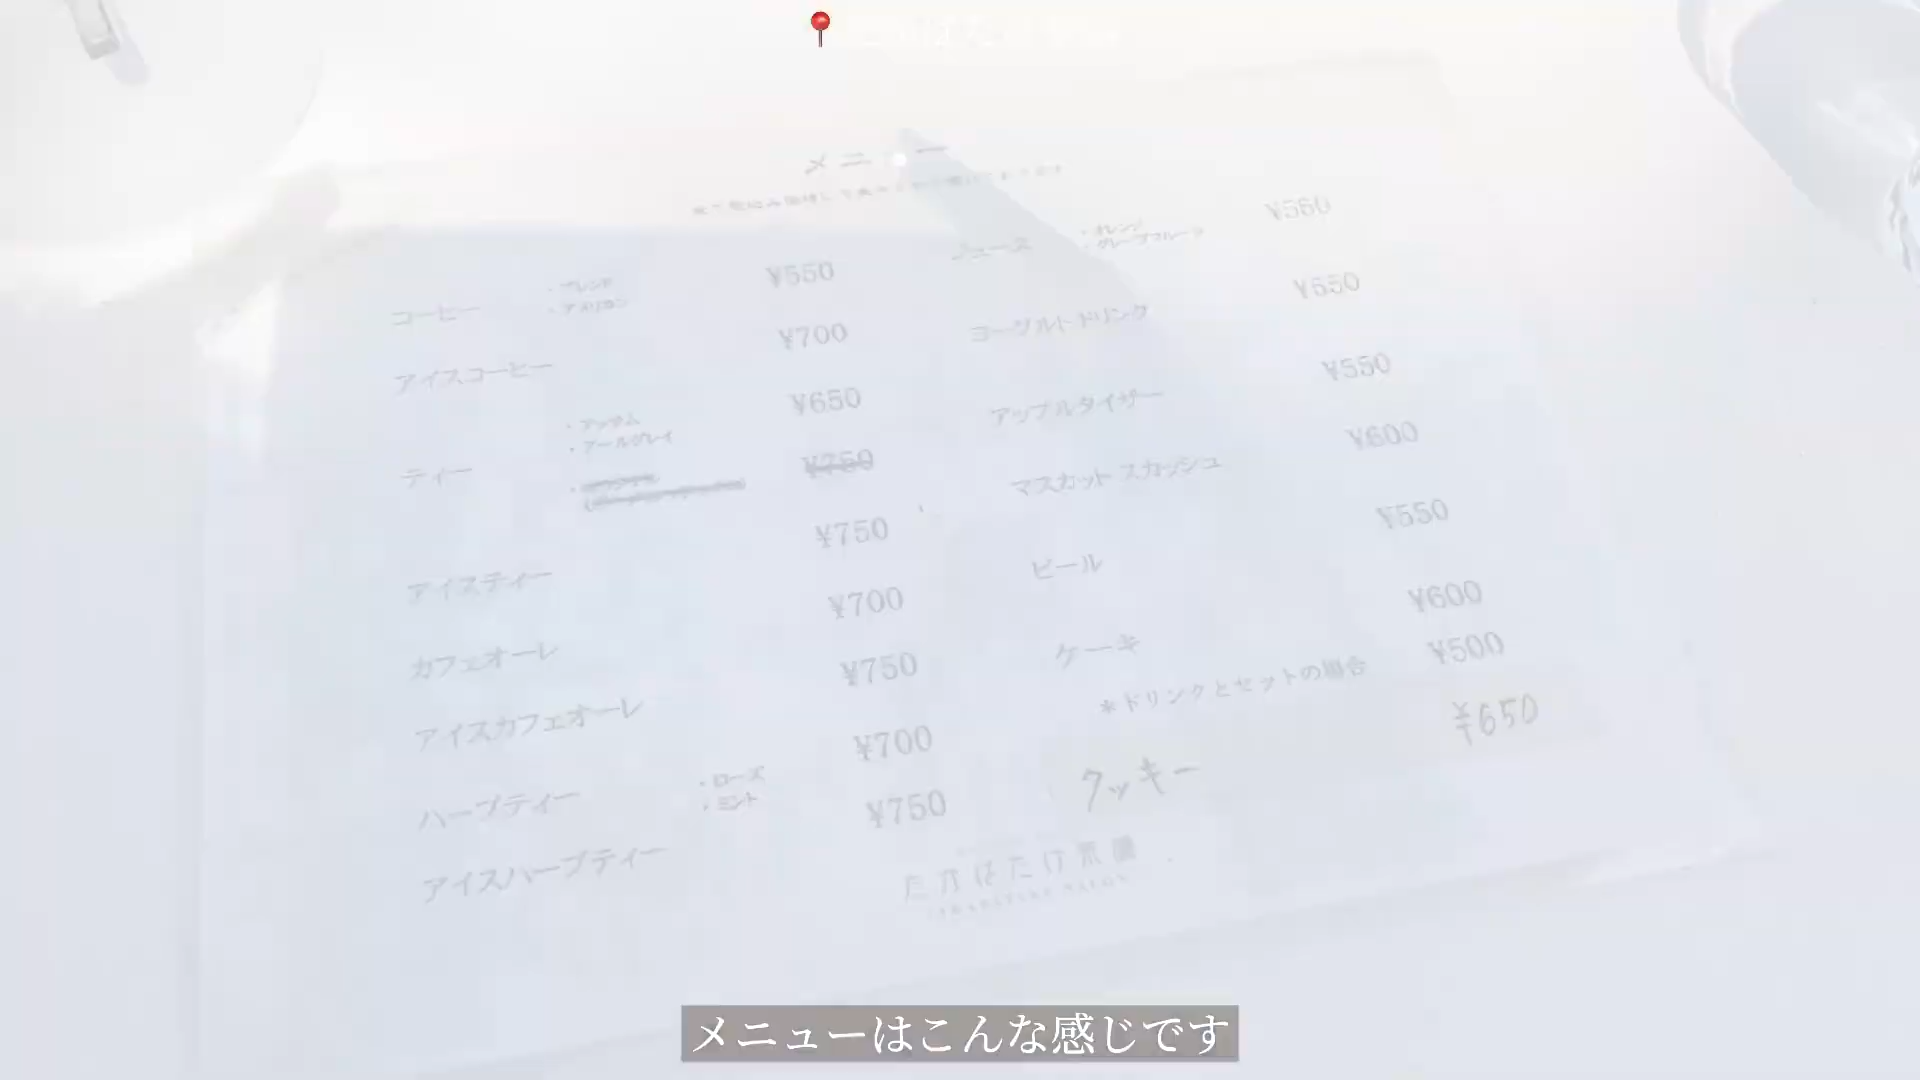 メニュー
コーヒー
・ブレンド
・アメリカン
¥550
アイスコーヒー
¥700
ティー
・アッサム
・アールグレイ
¥650
¥750
アイスティー
¥750
カフェオーレ
¥700
アイスカフェオーレ
¥750
ハーブティー
・ローズ
・ミント
¥700
アイスハーブティー
¥750
ジュース
・オレンジ
・グレープフルーツ
¥550
ヨーグルトドリンク
¥650
アップルタイザー
¥550
マスカット スカッシュ
¥600
ビール
¥550
ケーキ
¥600
*ドリンクとセットの場合
¥500
クッキー
¥650
メニューはこんな感じです